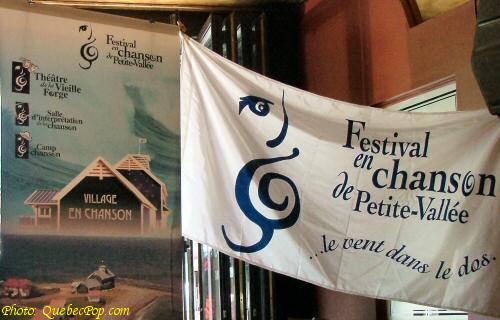 Festival
en chanson
de Petite-Vallée
Théâtre
de la Vieille
Forge
Salle
d'interprétation
de la chanson
Camp
chanson
VILLAGE
EN CHANSON
Festival
en chanson
de Petite-Vallée
...le vent dans le dos.
Photo: QuebecPop.com